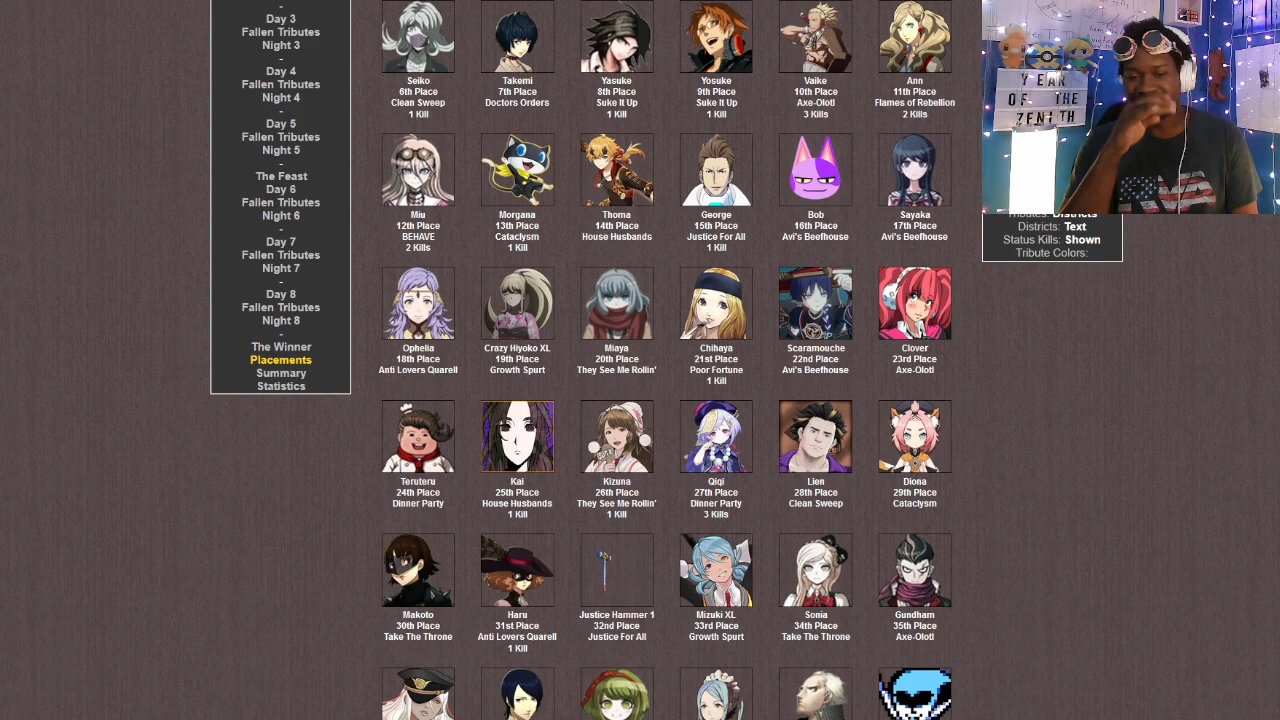 -
Day 3
Fallen Tributes
Night 3
-
Day 4
Fallen Tributes
Night 4
-
Day 5
Fallen Tributes
Night 5
-
The Feast
Day 6
Fallen Tributes
Night 6
-
Day 7
Fallen Tributes
Night 7
-
Day 8
Fallen Tributes
Night 8
-
The Winner
Placements
Summary
Statistics
Seiko
6th Place
Clean Sweep
1 Kill
Takemi
7th Place
Doctors Orders
Yasuke
8th Place
Suke It Up
1 Kill
Yosuke
9th Place
Suke It Up
1 Kill
Vaike
10th Place
Axe-Olotl
3 Kills
Ann
11th Place
Flames of Rebellion
2 Kills
Miu
12th Place
BEHAVE
2 Kills
Morgana
13th Place
Cataclysm
1 Kill
Thoma
14th Place
House Husbands
George
15th Place
Justice For All
1 Kill
Bob
16th Place
Avi's Beefhouse
Sayaka
17th Place
Avi's Beefhouse
Ophelia
18th Place
Anti Lovers Quarell
Crazy Hiyoko XL
19th Place
Growth Spurt
Miaya
20th Place
They See Me Rollin'
Chihaya
21st Place
Poor Fortune
1 Kill
Scaramouche
22nd Place
Avi's Beefhouse
Clover
23rd Place
Axe-Olotl
Teruteru
24th Place
Dinner Party
Kai
25th Place
House Husbands
1 Kill
Kizuna
26th Place
They See Me Rollin'
1 Kill
Qiqi
27th Place
Dinner Party
3 Kills
Lien
28th Place
Clean Sweep
Diona
29th Place
Cataclysm
Makoto
30th Place
Take The Throne
Haru
31st Place
Anti Lovers Quarell
1 Kill
Justice Hammer 1
32nd Place
Justice For All
Mizuki XL
33rd Place
Growth Spurt
Sonia
34th Place
Take The Throne
Gundham
35th Place
Axe-Olotl
YEAR
OF THE
ZENITH
Tributes: Districts
Districts: Text
Status Kills: Shown
Tribute Colors: